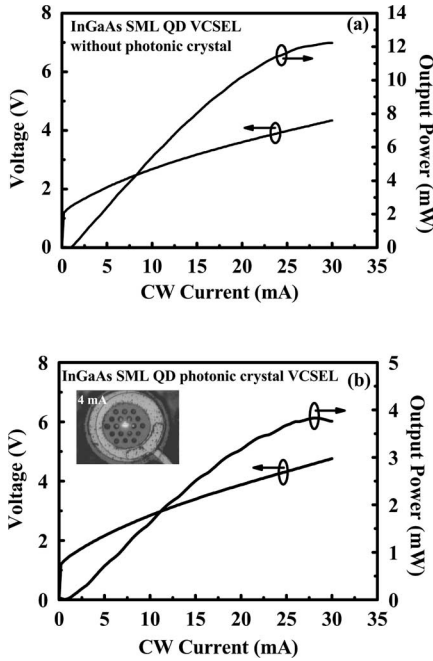 InGaAs SML QD VCSEL
without photonic crystal
(a)
8
6
4
2
0
Voltage (V)
14
12
10
8
6
4
2
0
Output Power (mW)
0 5 10 15 20 25 30 35
CW Current (mA)
InGaAs SML QD photonic crystal VCSEL
(b)
4 mA
8
6
4
2
0
Voltage (V)
5
4
3
2
1
0
Output Power (mW)
0 5 10 15 20 25 30 35
CW Current (mA)